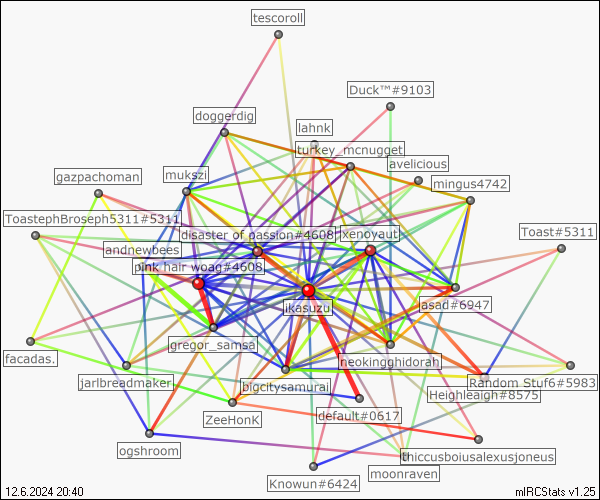 tescoroll
Duck™#9103
doggerdig
lahnk
turkey_mcnugget
avelicious
gazpachoman
mukszi
mingus4742
ToastephBroseph5311#5311
disaster of passion#4608
xenoyaut
Toast#5311
andnewbees
pink hair woag#4608
ikasuzu
jasad#6947
gregor_samsa
neokingghidorah
facadas.
jarlbreadmaker
bigcitysamurai
Random Stuf6#5983
Heighleaigh#8575
ZeeHonK
default#0617
ogshroom
thiccusboiusalexusjoneus
moonraven
Knowun#6424
12.6.2024 20:40
mIRCStats v1.25